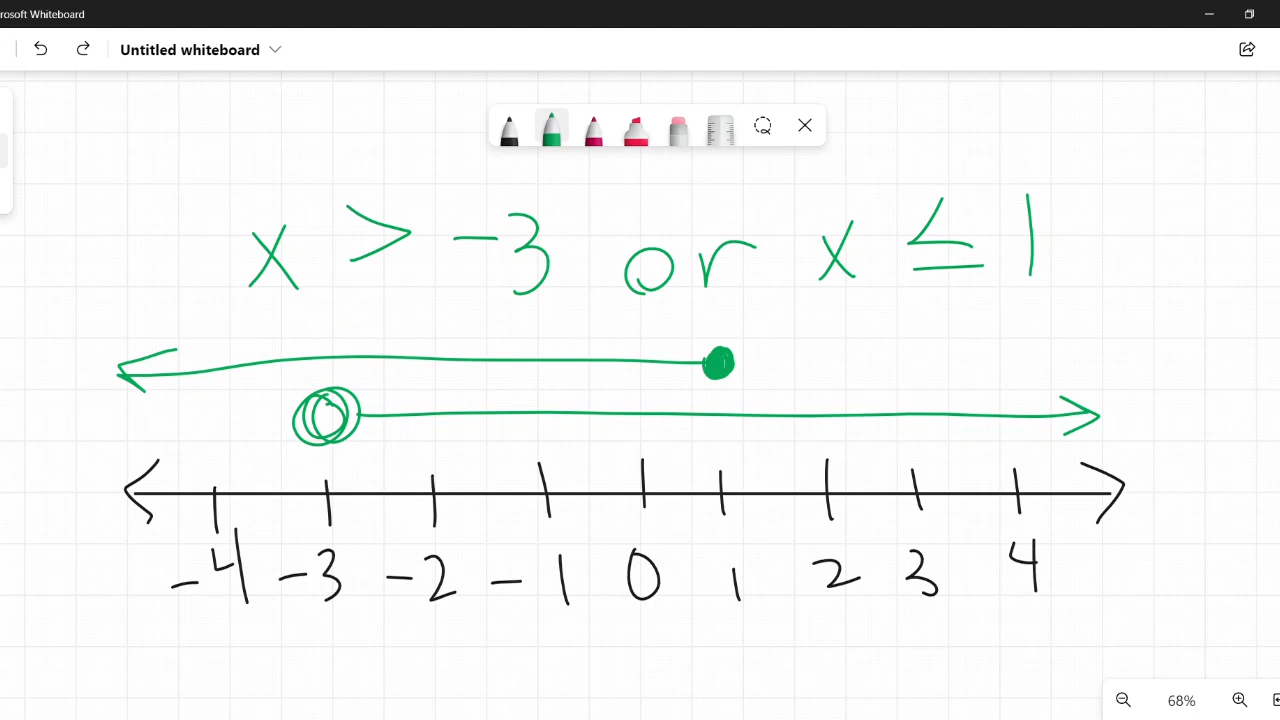 rosoft Whiteboard
Untitled whiteboard
x > -3 or x ≤ 1
-4 -3 -2 -1 0 1 2 3 4
68%